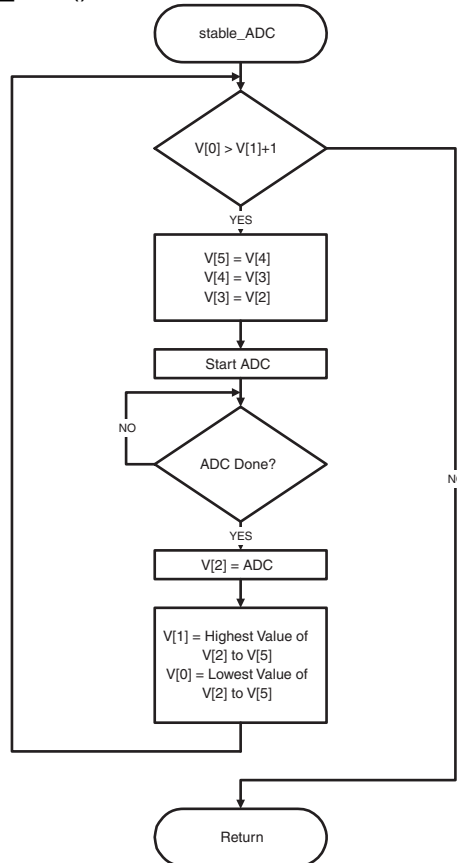 stable_ADC
V[0] > V[1]+1
YES
V[5] = V[4]
V[4] = V[3]
V[3] = V[2]
Start ADC
NO
ADC Done?
YES
V[2] = ADC
V[1] = Highest Value of
V[2] to V[5]
V[0] = Lowest Value of
V[2] to V[5]
Return